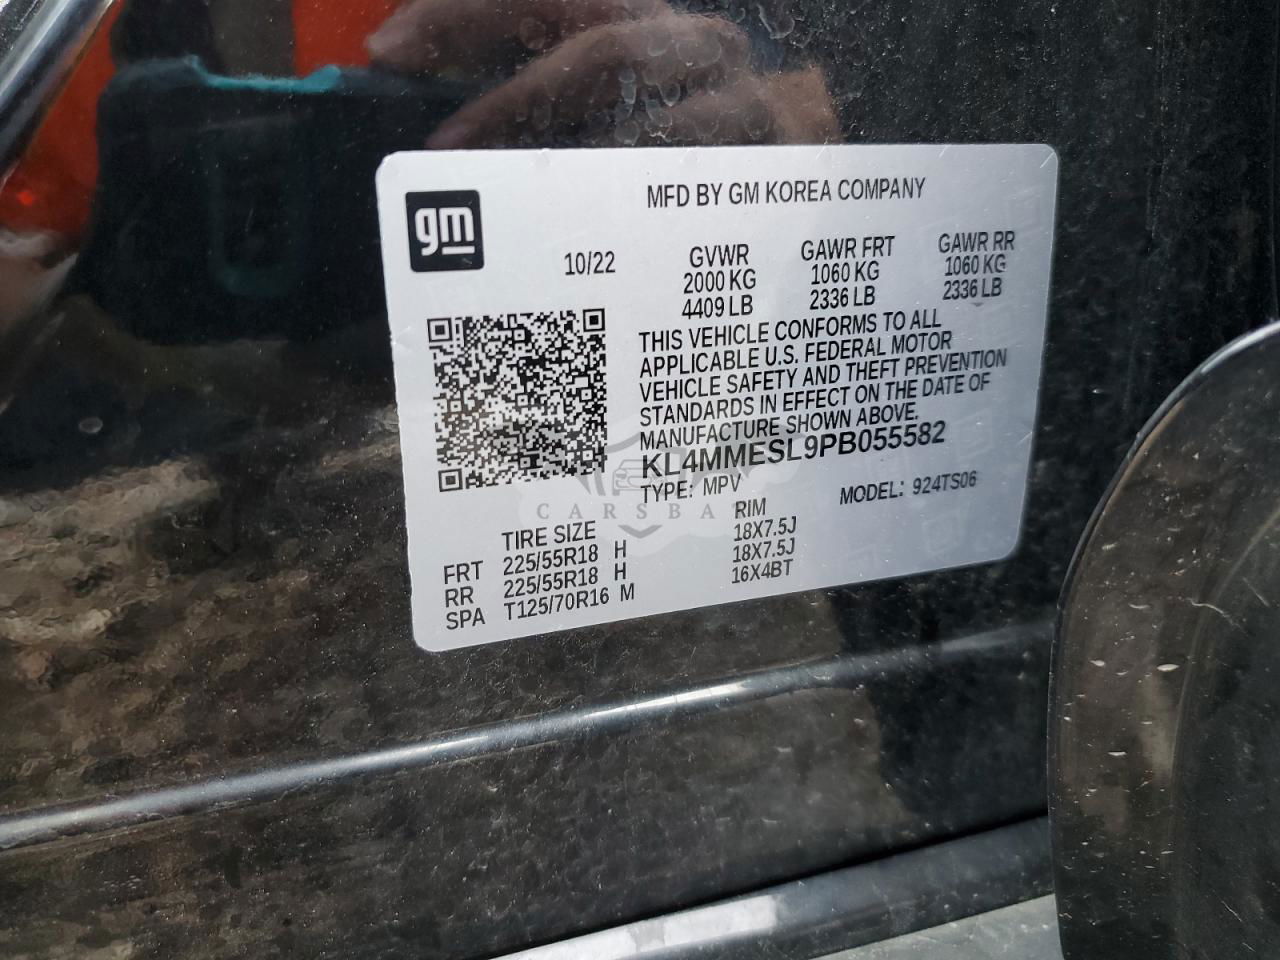 gm
MFD BY GM KOREA COMPANY
10/22
GVWR GAWR FRT GAWR RR
2000 KG 1060 KG 1060 KG
4409 LB 2336 LB 2336 LB
THIS VEHICLE CONFORMS TO ALL
APPLICABLE U.S. FEDERAL MOTOR
VEHICLE SAFETY AND THEFT PREVENTION
STANDARDS IN EFFECT ON THE DATE OF
MANUFACTURE SHOWN ABOVE.
KL4MMESL9PB055582
TYPE: MPV MODEL: 924TS06
TIRE SIZE RIM
FRT 225/55R18 H 18X7.5J
RR 225/55R18 H 18X7.5J
SPA T125/70R16 M 16X4BT